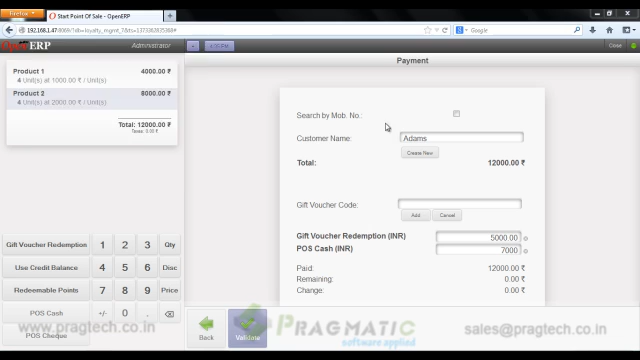 Firefox
Start Point Of Sale - OpenERP
192.168.1.47:8069/?db=loyalty_mgmt_7&ts=1373362825368#
Google
OpenERP
Administrator
Close
Product 1 4000.00 ₹
4 Unit(s) at 1000.00 ₹ / Unit(s)
Product 2 8000.00 ₹
4 Unit(s) at 2000.00 ₹ / Unit(s)
Total: 12000.00 ₹
Taxes: 0.00 ₹
Payment
Search by Mob. No.:
Customer Name: Adams
Create New
Total: 12000.00 ₹
Gift Voucher Code:
Add Cancel
Gift Voucher Redemption (INR) 5000.00
POS Cash (INR) 7000
Paid: 12000.00 ₹
Remaining: 0.00 ₹
Change: 0.00 ₹
Gift Voucher Redemption 1 2 3 Qty
Use Credit Balance 4 5 6 Disc
Redeemable Points 7 8 9 Price
POS Cash +/- 0 .
POS Cheque
Back
Validate
www.pragtech.co.in
PRAGMATIC
software applied
sales@pragtech.co.in